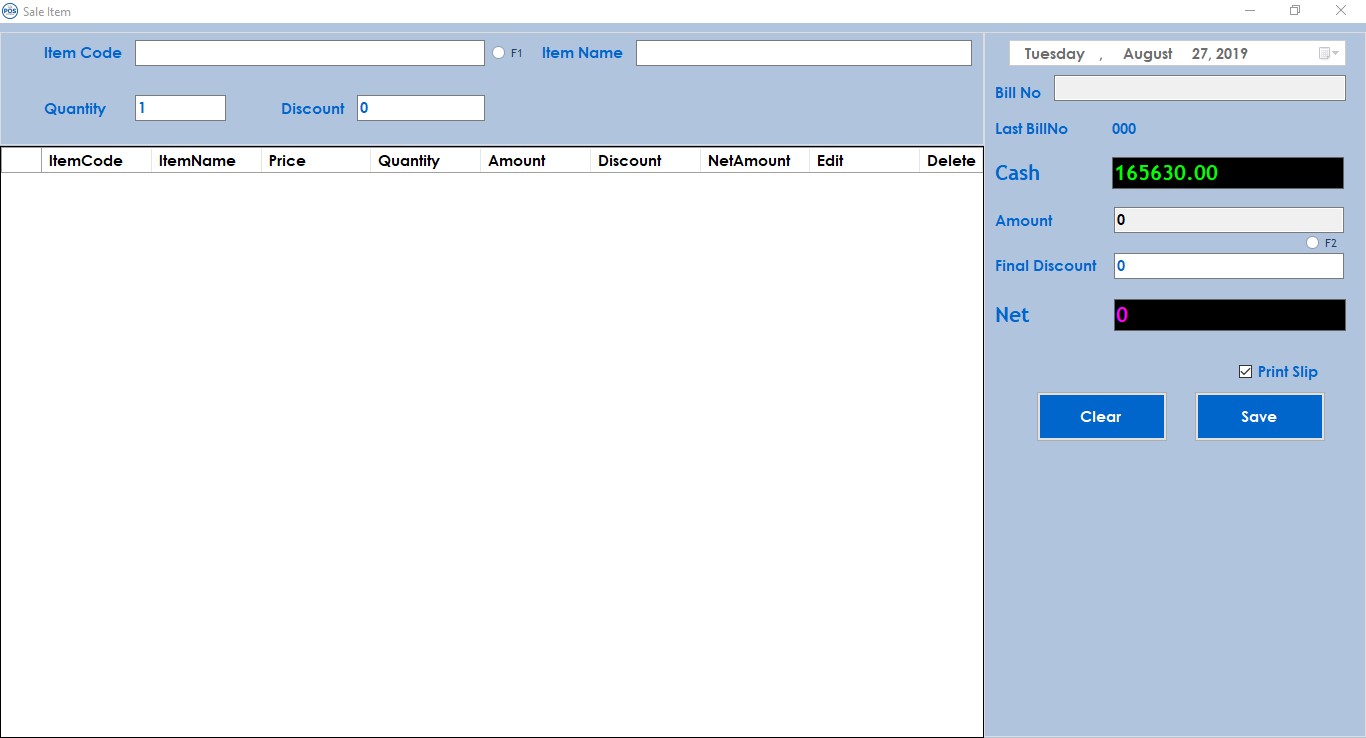 POS Sale Item
Item Code F1 Item Name
Quantity 1 Discount 0
ItemCode ItemName Price Quantity Amount Discount NetAmount Edit Delete
Tuesday , August 27, 2019
Bill No
Last BillNo 000
Cash 165630.00
Amount 0
F2
Final Discount 0
Net 0
Print Slip
Clear Save